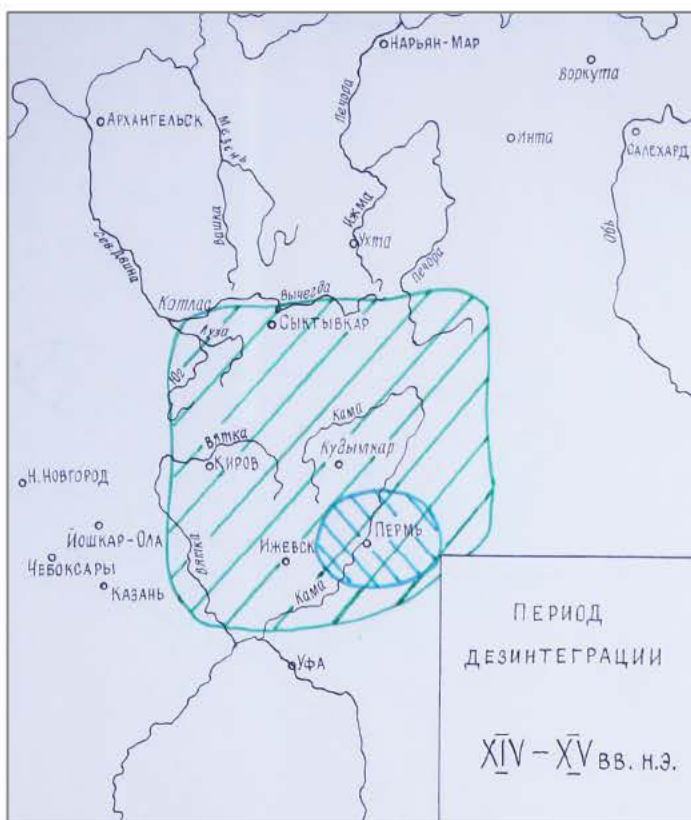 НАРЬЯН-МАР
Воркута
Печора
АРХАНГЕЛЬСК
Мезень
Инта
САЛЕХАРД
Вашка
Ижма
Ухта
Обь
Сев.Двина
Печора
Котлас
Вычегда
Сыктывкар
Луза
Юг
Кама
Вятка
Киров
Кудымкар
Н.НОВГОРОД
ЙОШКАР-ОЛА
ПЕРМЬ
ЧЕБОКСАРЫ
Вятка
ИЖЕВСК
КАЗАНЬ
Кама
УФА
ПЕРИОД
ДЕЗИНТЕГРАЦИИ
XIV – XV ВВ. Н.Э.